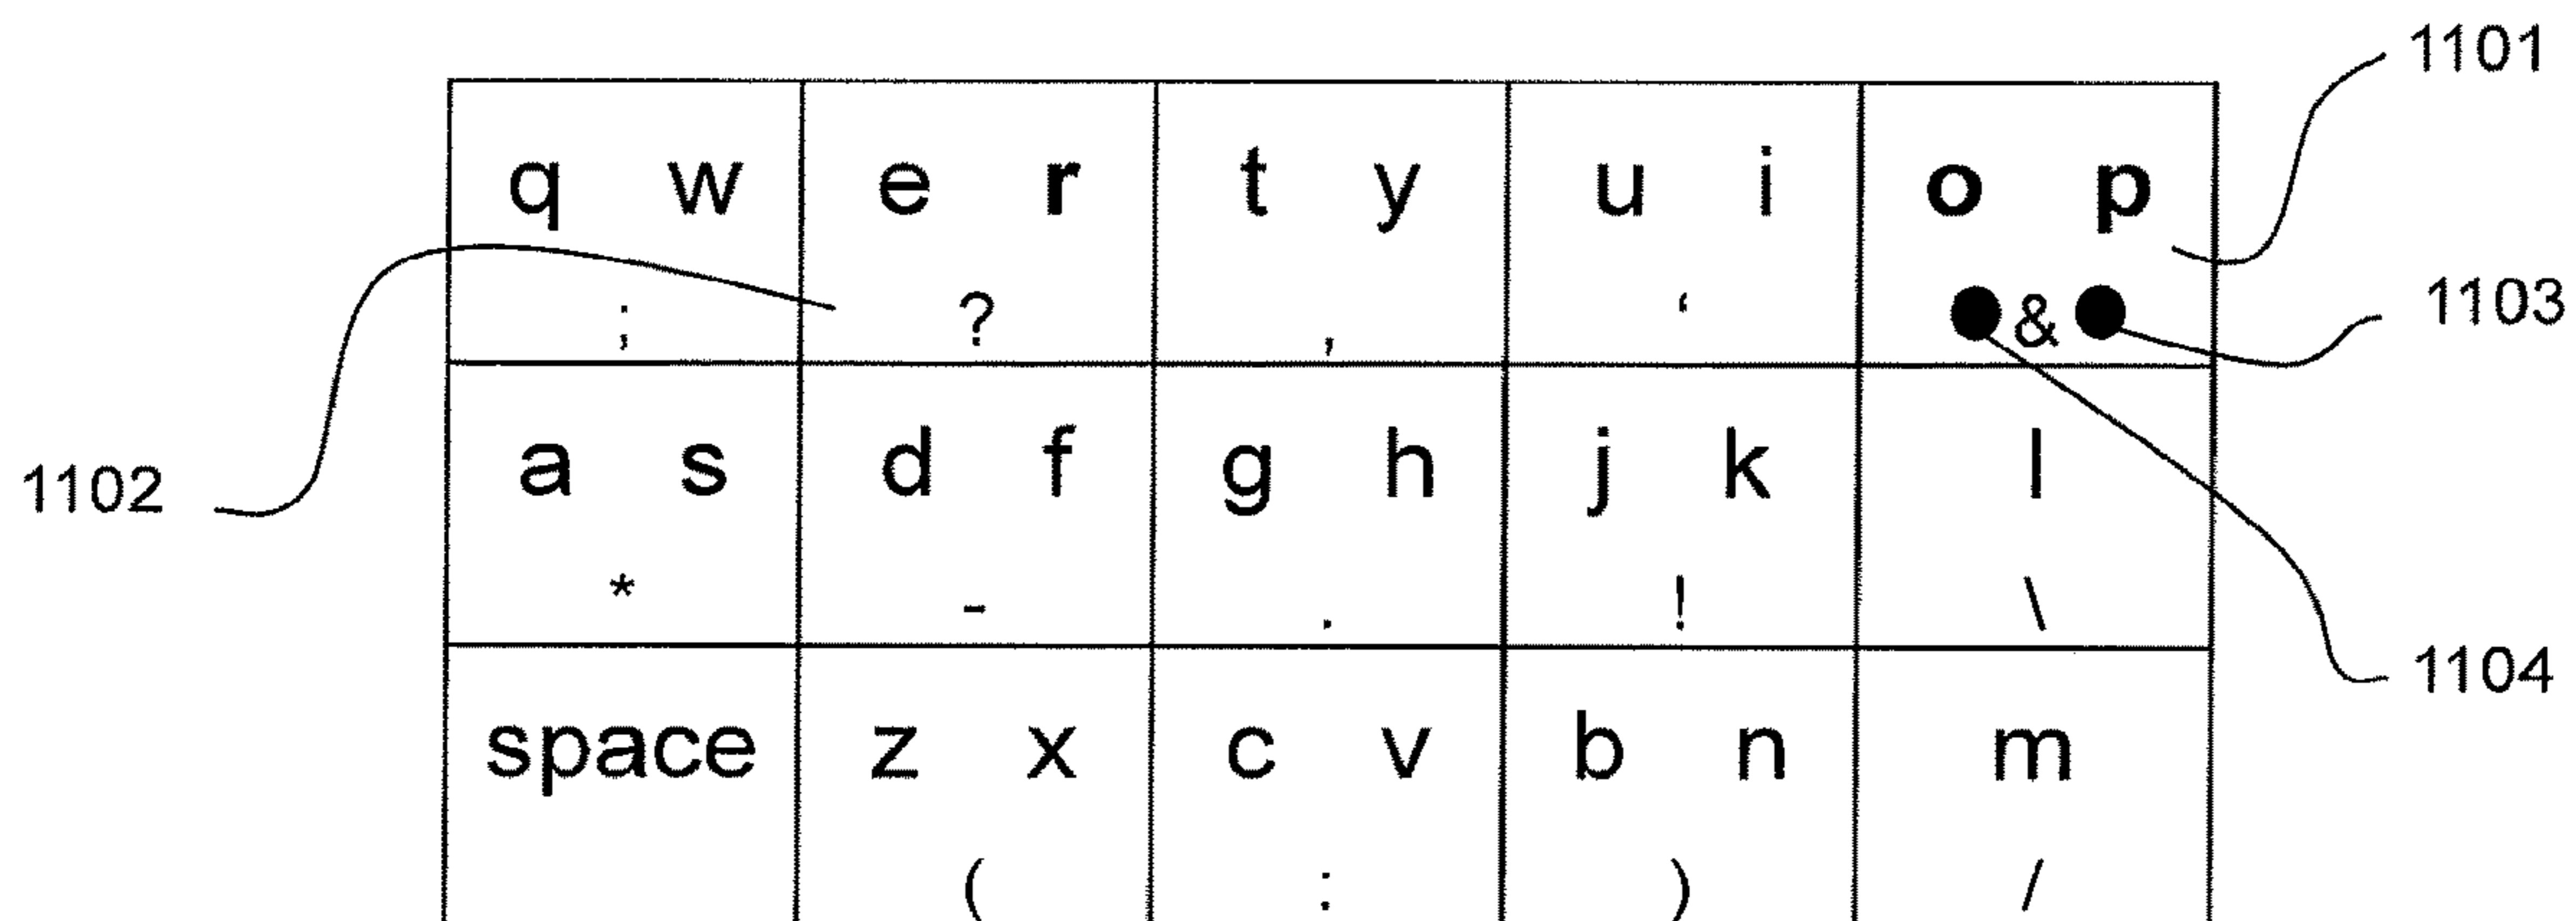 1101
q w e r t y u i o p
; ? , ‘ ● & ●
1103
a s d f g h j k l
1102
* - . ! \
1104
space z x c v b n m
( : ) /